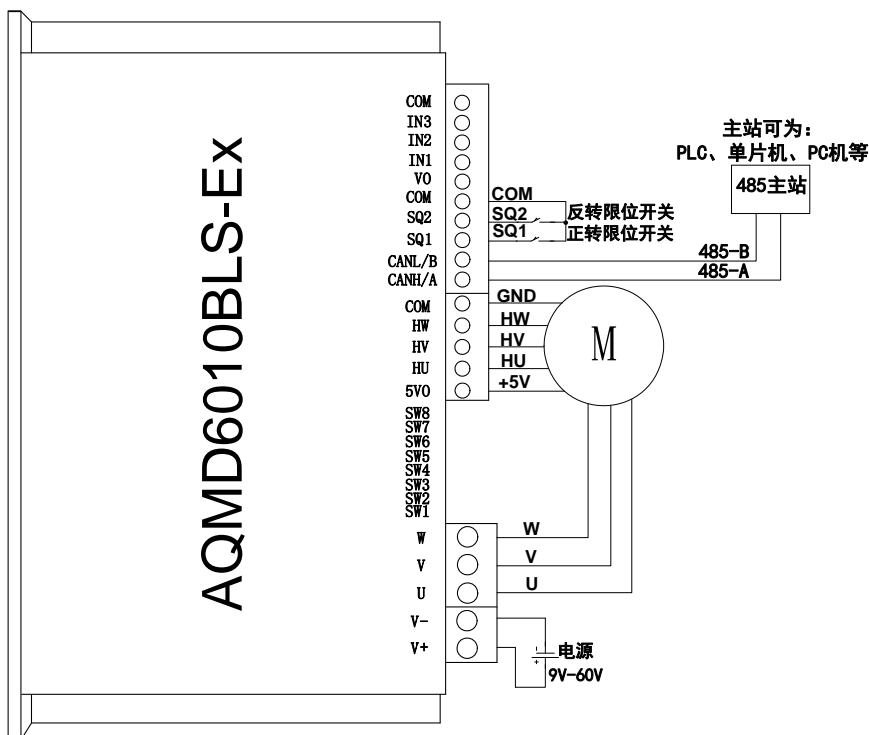 AQMD6010BLS-Ex
COM
IN3
IN2
IN1
VO
COM
SQ2
SQ1
CANL/B
CANH/A
COM
HW
HV
HU
5VO
SW8
SW7
SW6
SW5
SW4
SW3
SW2
SW1
W
V
U
V-
V+
COM
SQ2
反转限位开关
SQ1
正转限位开关
主站可为：
PLC、单片机、PC机等
485主站
485-B
485-A
GND
HW
HV
HU
+5V
M
W
V
U
电源
9V-60V